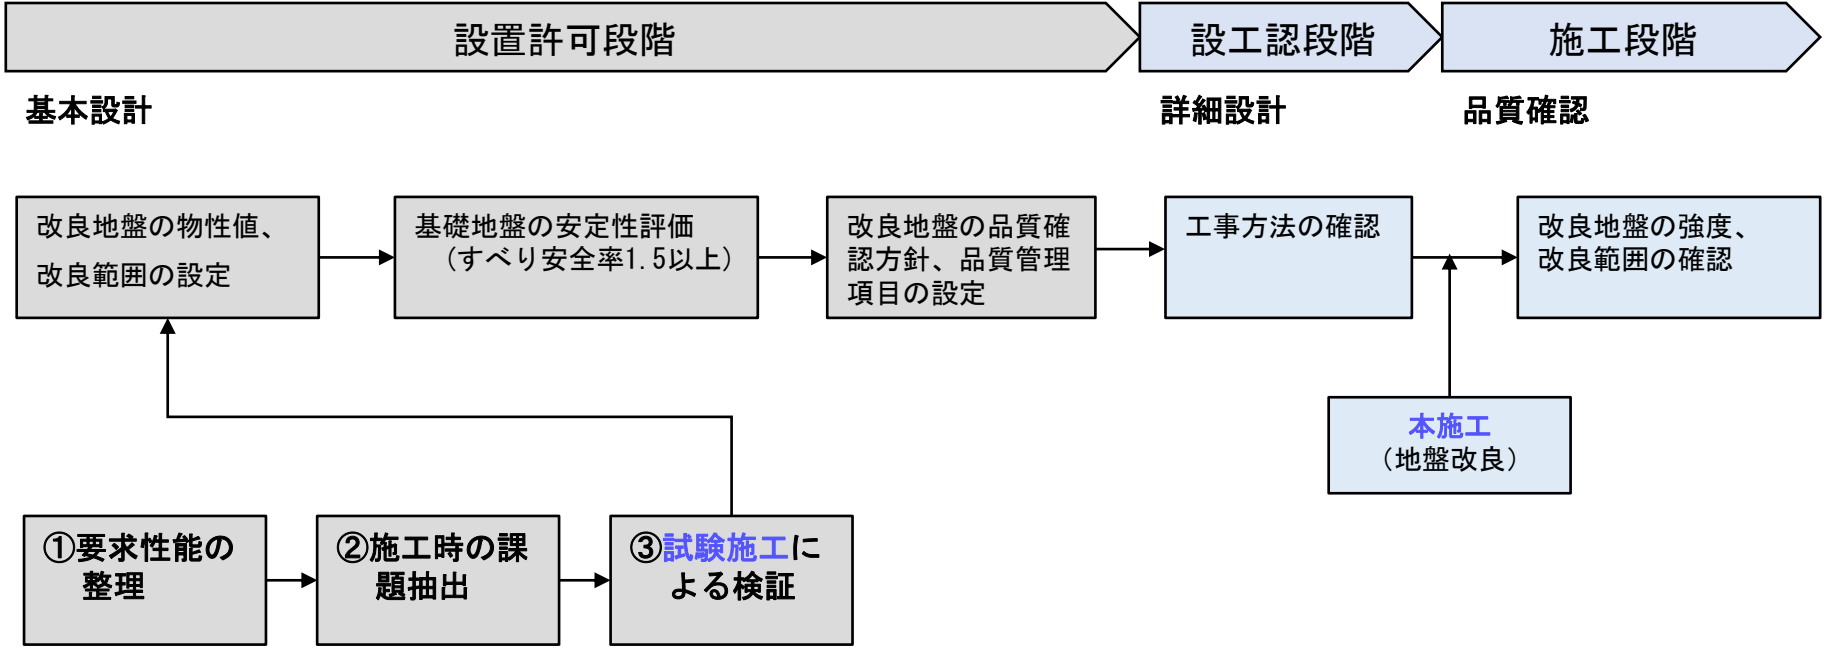 設置許可段階
設工認段階
施工段階
基本設計
詳細設計
品質確認
改良地盤の物性値、
改良範囲の設定
基礎地盤の安定性評価
(すべり安全率1.5以上)
改良地盤の品質確
認方針、品質管理
項目の設定
工事方法の確認
改良地盤の強度、
改良範囲の確認
本施工
（地盤改良）
①要求性能の
整理
②施工時の課
題抽出
③試験施工に
よる検証